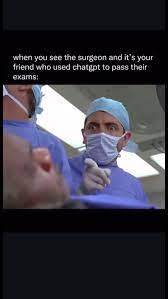 when you see the surgeon and it's your
friend who used chatgpt to pass their
exams: